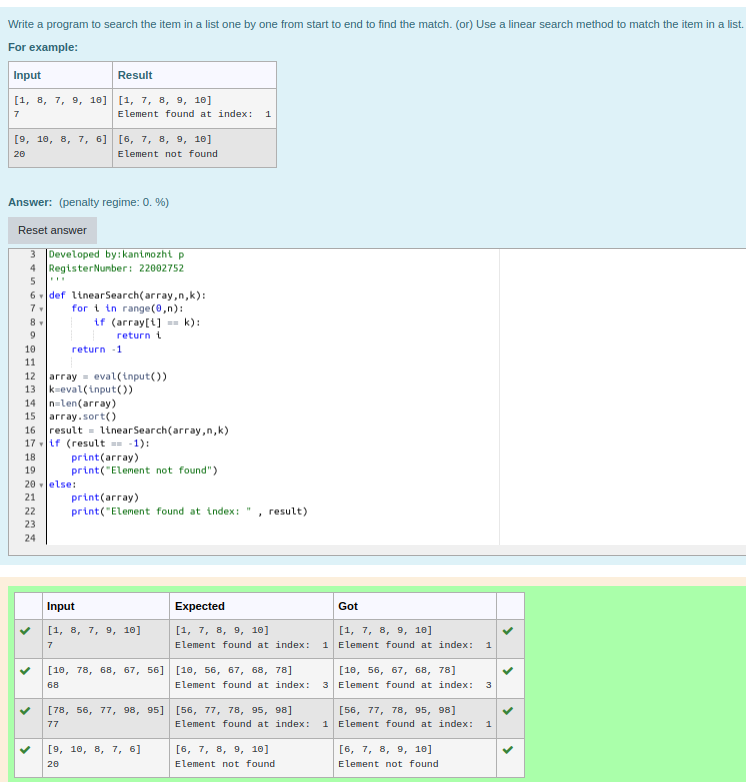 Write a program to search the item in a list one by one from start to end to find the match. (or) Use a linear search method to match the item in a list.
For example:
Input Result
[1, 8, 7, 9, 10] [1, 7, 8, 9, 10]
7 Element found at index:  1
[9, 10, 8, 7, 6] [6, 7, 8, 9, 10]
20 Element not found
Answer: (penalty regime: 0. %)
Reset answer
3 Developed by:kanimozhi p
4 RegisterNumber: 22002752
5 '''
6 def linearSearch(array,n,k):
7     for i in range(0,n):
8         if (array[i] == k):
9             return i
10     return -1
11
12 array = eval(input())
13 k=eval(input())
14 n=len(array)
15 array.sort()
16 result = linearSearch(array,n,k)
17 if (result == -1):
18     print(array)
19     print("Element not found")
20 else:
21     print(array)
22     print("Element found at index: " , result)
23
24
Input Expected Got
[1, 8, 7, 9, 10] [1, 7, 8, 9, 10] [1, 7, 8, 9, 10]
7 Element found at index:  1 Element found at index:  1
[10, 78, 68, 67, 56] [10, 56, 67, 68, 78] [10, 56, 67, 68, 78]
68 Element found at index:  3 Element found at index:  3
[78, 56, 77, 98, 95] [56, 77, 78, 95, 98] [56, 77, 78, 95, 98]
77 Element found at index:  1 Element found at index:  1
[9, 10, 8, 7, 6] [6, 7, 8, 9, 10] [6, 7, 8, 9, 10]
20 Element not found Element not found